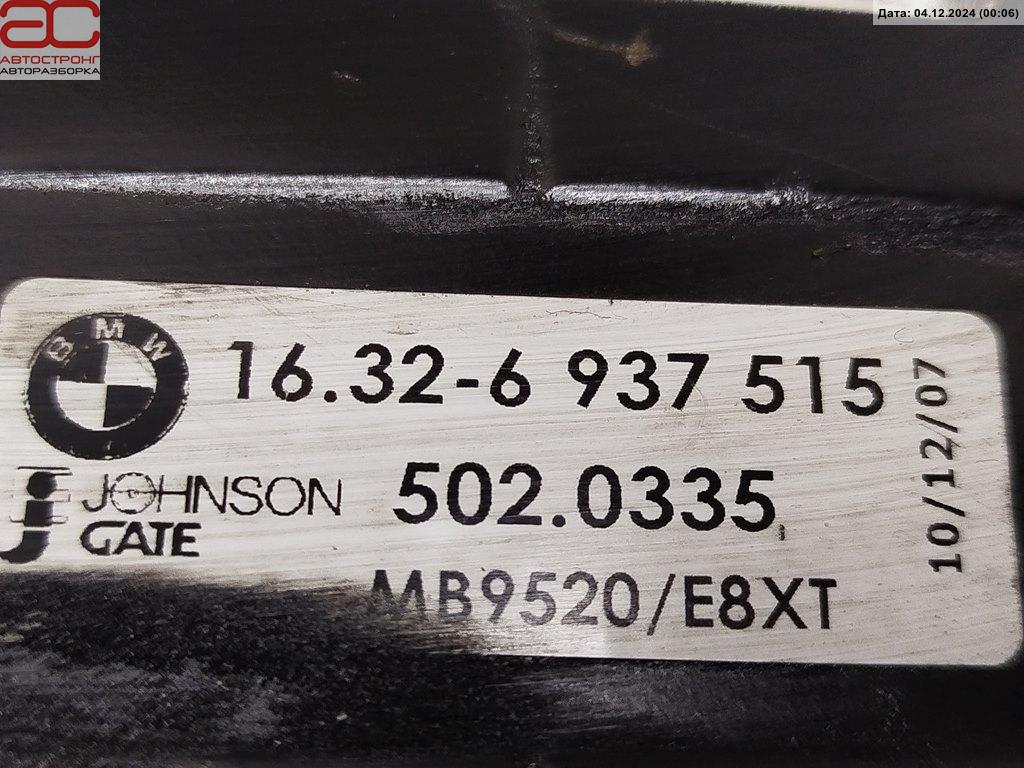 АС
АВТОСТРОНГ
АВТОРАЗБОРКА
Дата: 04.12.2024 (00:06)
BMW
16.32-6 937 515
JOHNSON
GATE
502.0335
MB9520/E8XT
10/12/07